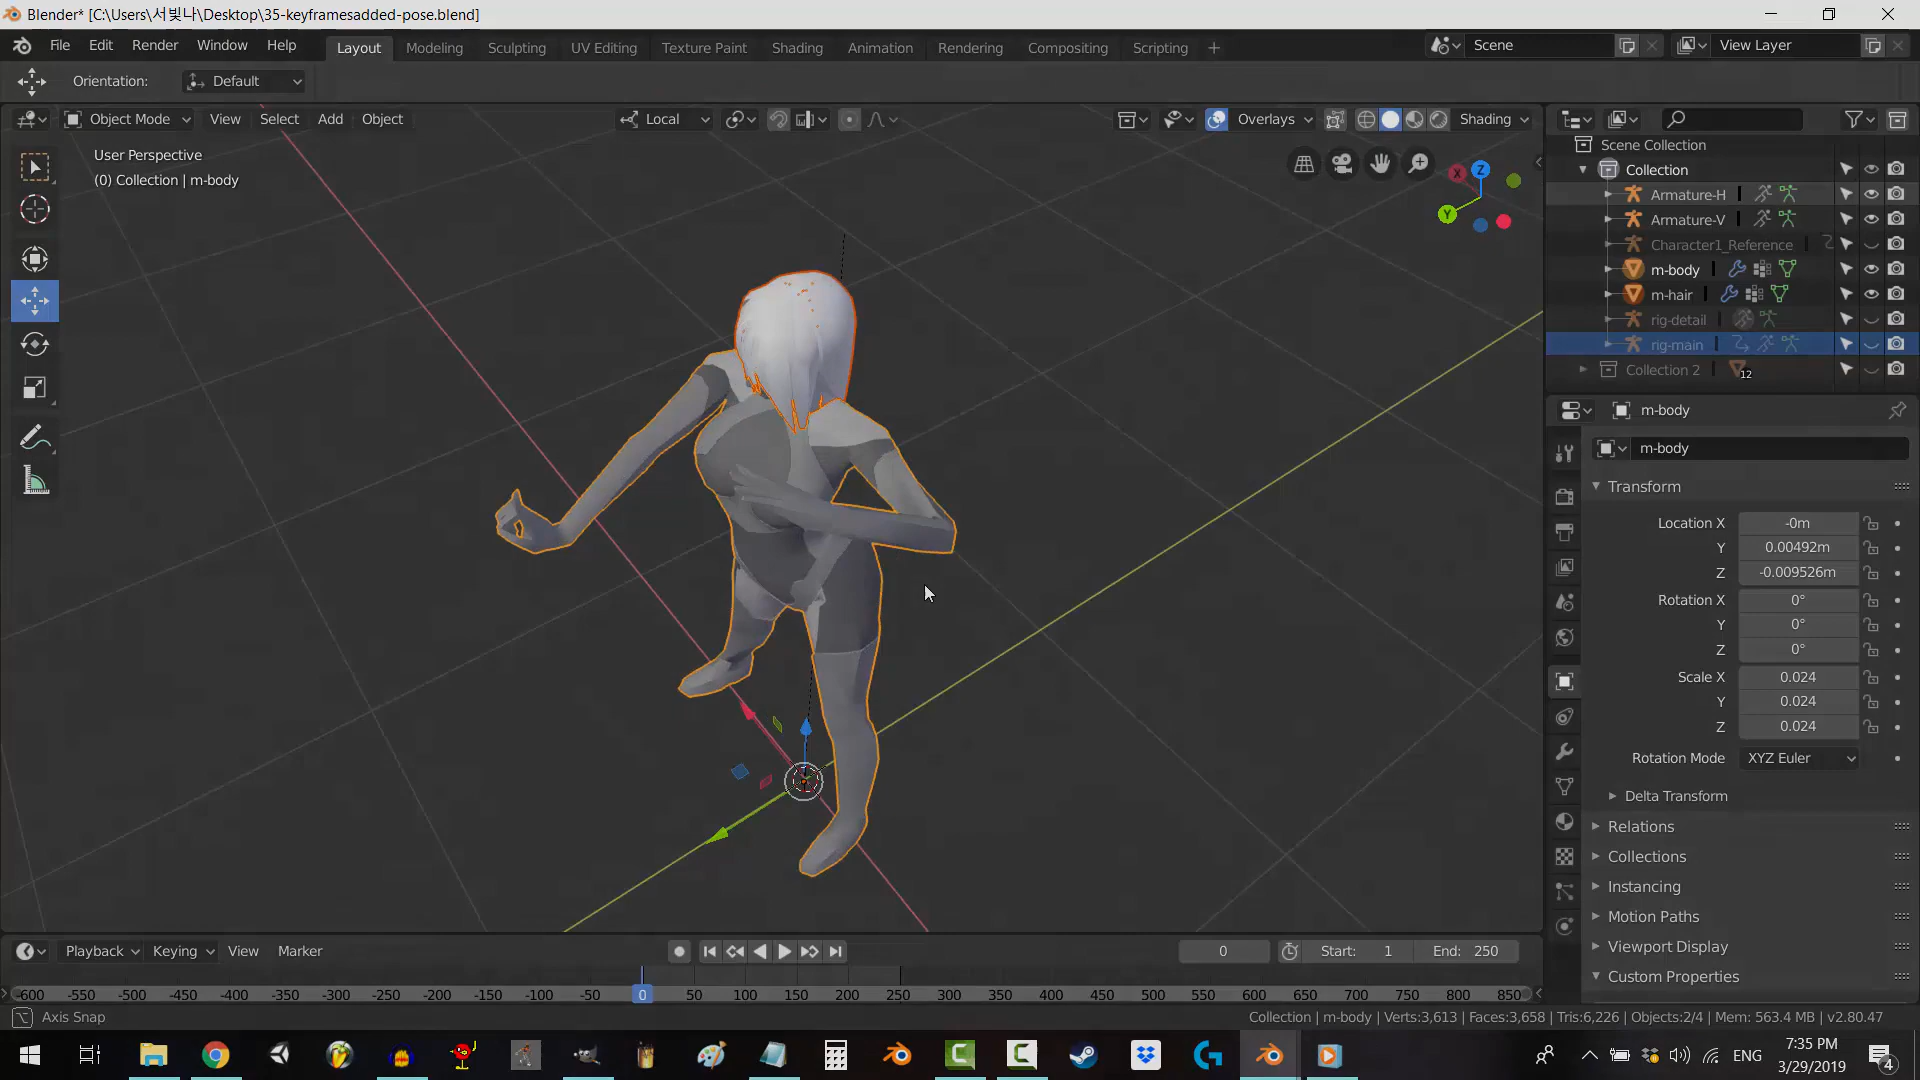 Blender* [C:\Users\서빛나\Desktop\35-keyframesadded-pose.blend]
File Edit Render Window Help Layout Modeling Sculpting UV Editing Texture Paint Shading Animation Rendering Compositing Scripting + Scene View Layer
Orientation: Default
Object Mode View Select Add Object Local Overlays Shading
User Perspective
(0) Collection | m-body
X Z Y
Scene Collection
Collection
Armature-H
Armature-V
Character1_Reference
m-body
m-hair
rig-detail
rig-main
Collection 2 12
m-body
m-body
Transform
Location X -0m
Y 0.00492m
Z -0.009526m
Rotation X 0°
Y 0°
Z 0°
Scale X 0.024
Y 0.024
Z 0.024
Rotation Mode XYZ Euler
Delta Transform
Relations
Collections
Instancing
Motion Paths
Viewport Display
Custom Properties
Playback Keying View Marker 0 Start: 1 End: 250
-600 -550 -500 -450 -400 -350 -300 -250 -200 -150 -100 -50 0 50 100 150 200 250 300 350 400 450 500 550 600 650 700 750 800 850
Axis Snap Collection | m-body | Verts:3,613 | Faces:3,658 | Tris:6,226 | Objects:2/4 | Mem: 563.4 MB | v2.80.47
ENG 7:35 PM
3/29/2019 4